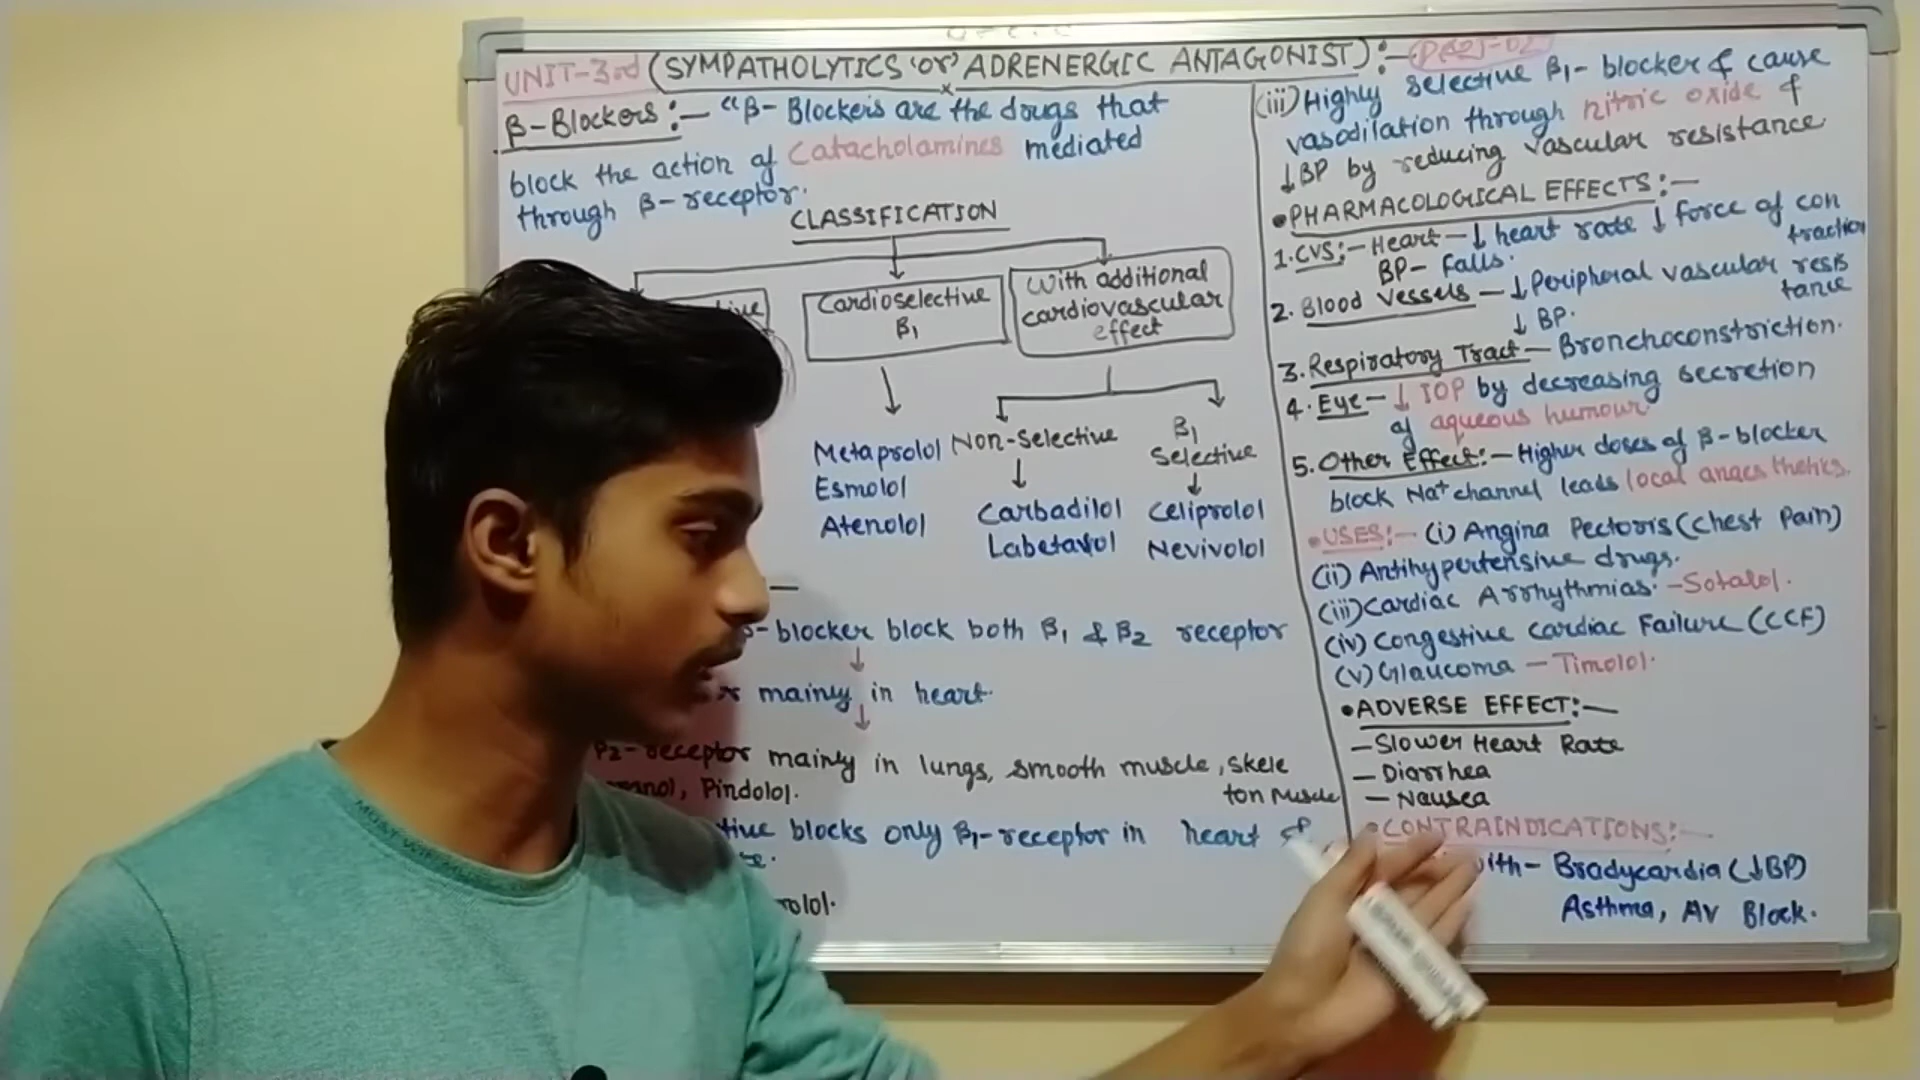 UNIT-3rd (SYMPATHOLYTICS 'or' ADRENERGIC ANTAGONIST):-
β-Blockers:- "β-Blockers are the drugs that
block the action of Catacholamines mediated
through β-receptor.
CLASSIFICATION
Cardioselective
β1
With additional
cardiovascular
effect
Metaprolol
Esmolol
Atenolol
Non-Selective
Carbadilol
Labetavol
β1
Selective
Celiprolol
Nevivolol
β-blocker block both β1 & β2 receptor
mainly in heart.
β2-receptor mainly in lungs, smooth muscle, skele
ton Muscle
Pindolol.
blocks only β1-receptor in heart &
(iii) Highly selective β1-blocker & cause
vasodilation through nitric oxide &
↓BP by reducing vascular resistance.
•PHARMACOLOGICAL EFFECTS:-
1. CVS:- Heart-↓ heart rate ↓ force of con
traction
BP- Falls.
2. Blood Vessels - ↓Peripheral vascular resis
tance
↓ BP.
3. Respiratory Tract- Bronchoconstriction.
4. Eye- ↓ IOP by decreasing secretion
of aqueous humour.
5. Other Effect:- Higher doses of β-blocker
block Na+ channel leads local anaesthetics.
•USES:- (i) Angina Pectoris (Chest Pain)
(ii) Antihypertensive drugs.
(iii) Cardiac Arrhythmias. -Sotalol.
(iv) Congestive Cardiac Failure (CCF)
(v) Glaucoma - Timolol.
•ADVERSE EFFECT:-
-Slower Heart Rate
- Diarrhea
- Nausea
•CONTRAINDICATIONS:-
with- Bradycardia (↓BP)
Asthma, AV Block.